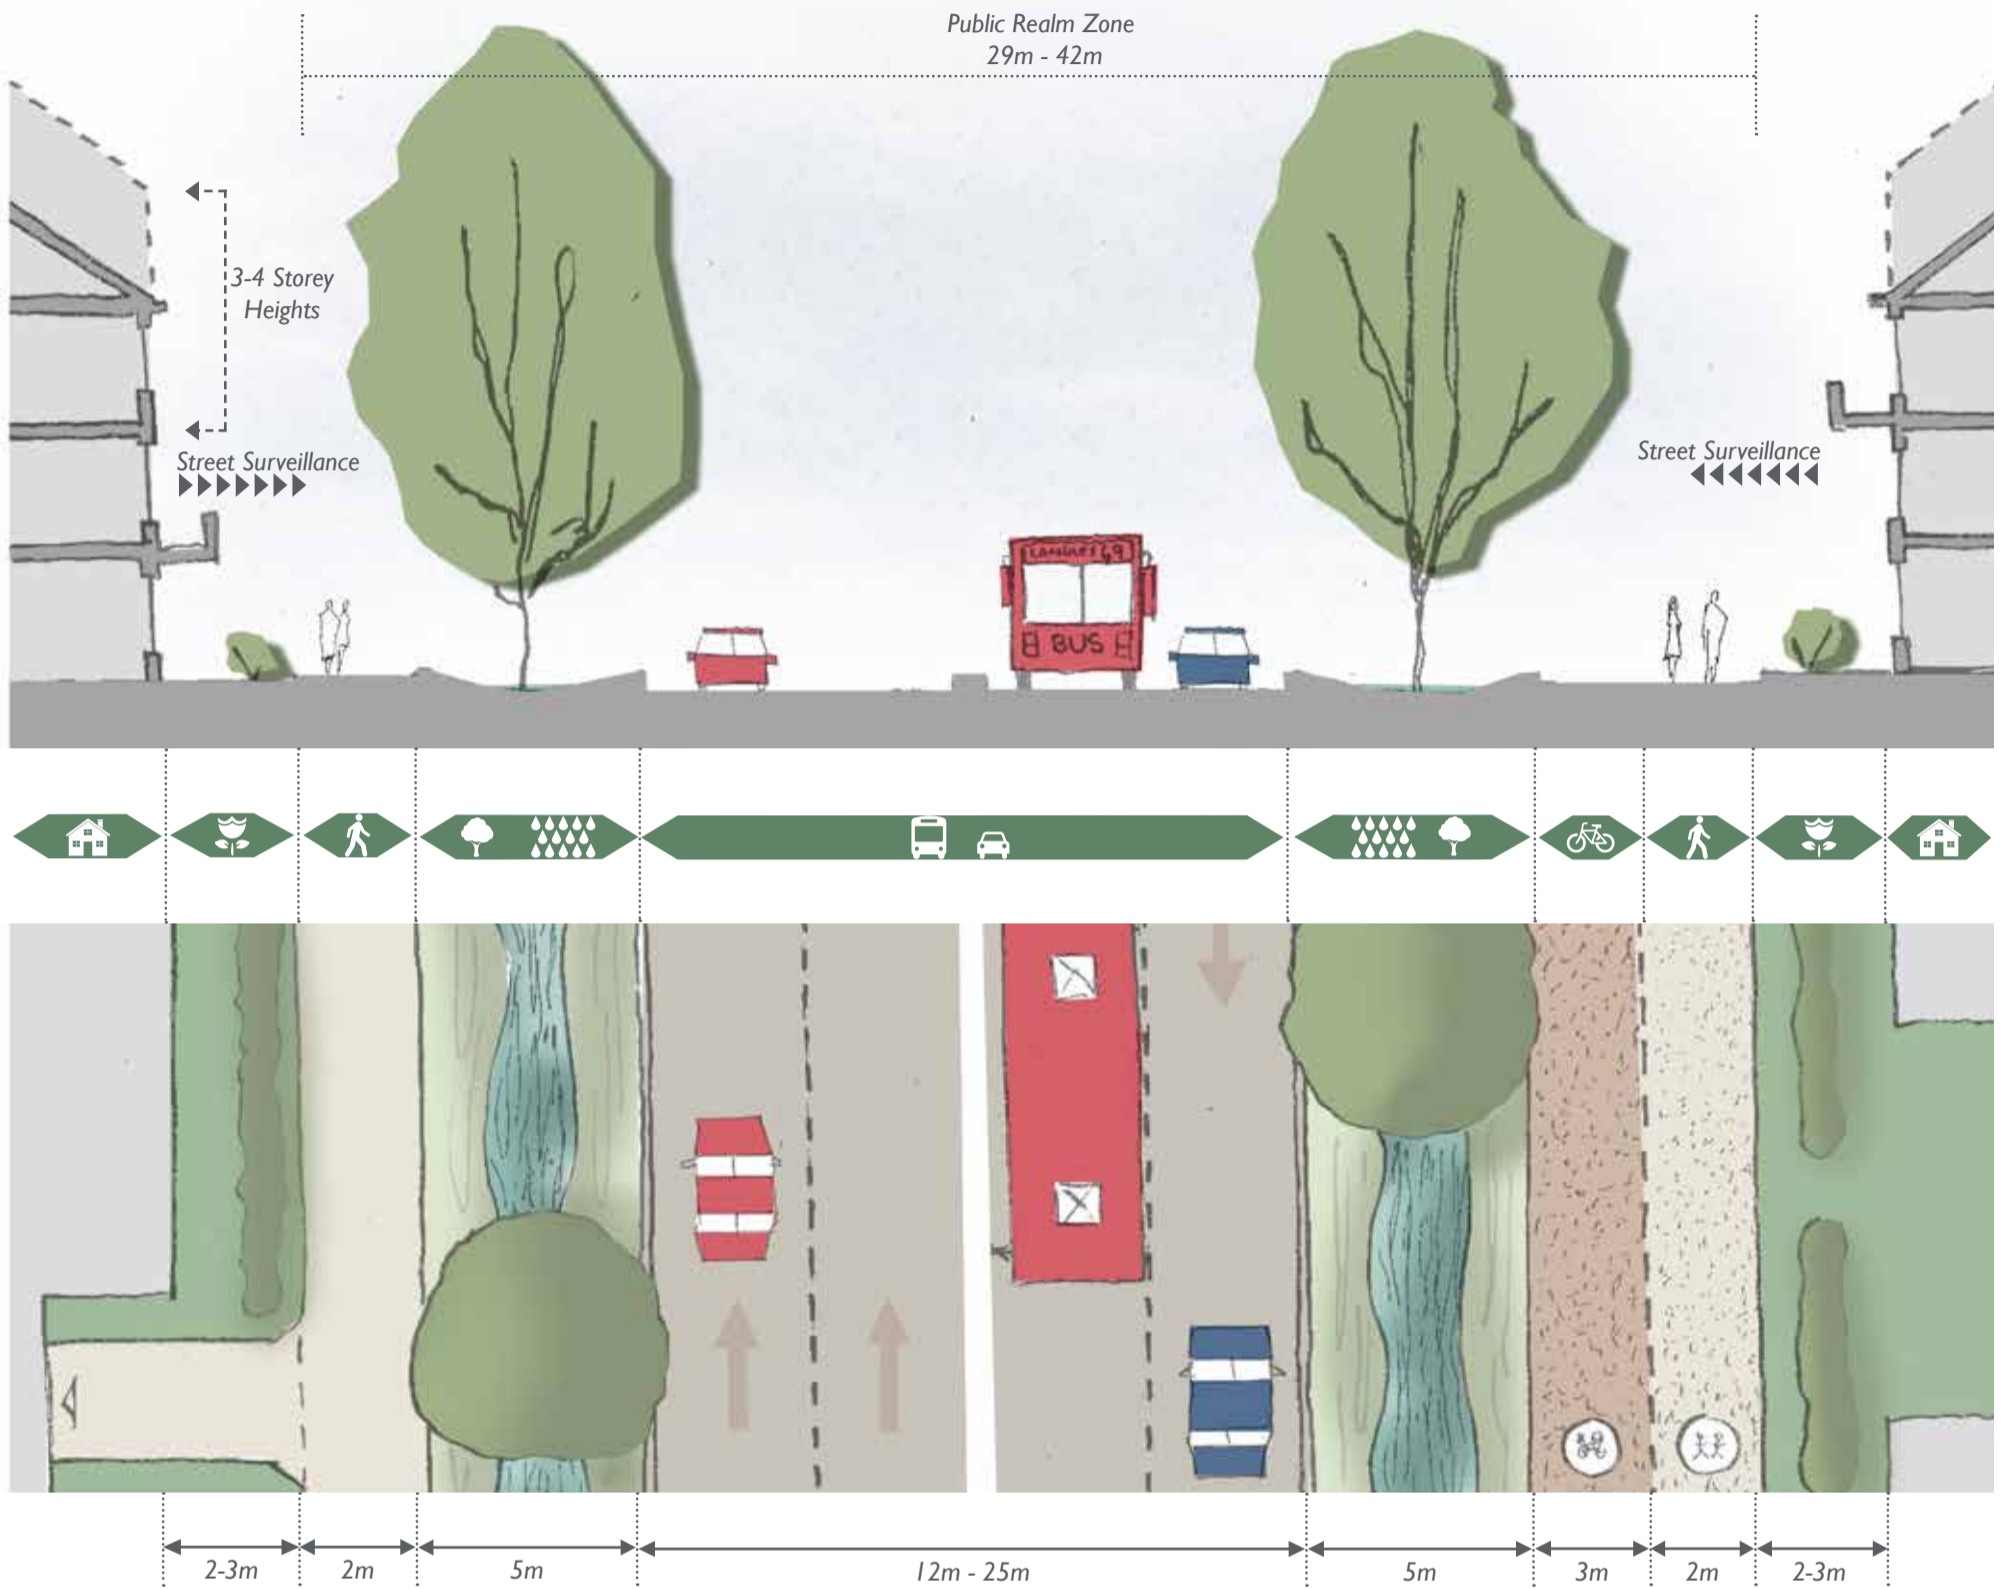 Public Realm Zone
29m - 42m
3-4 Storey
Heights
Street Surveillance
Street Surveillance
69
BUS
2-3m
2m
5m
12m - 25m
5m
3m
2m
2-3m